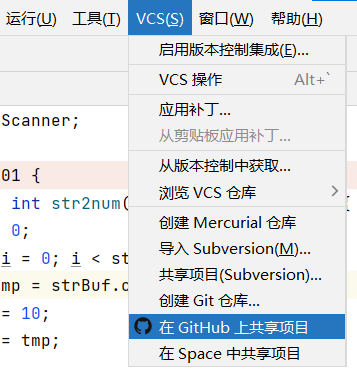 运行(U) 工具(T) VCS(S) 窗口(W) 帮助(H)
启用版本控制集成(E)...
VCS 操作 Alt+`
应用补丁...
从剪贴板应用补丁...
从版本控制中获取...
浏览 VCS 仓库
创建 Mercurial 仓库
导入 Subversion(M)...
共享项目(Subversion)...
创建 Git 仓库...
在 GitHub 上共享项目
在 Space 中共享项目
Scanner;
01 {
int str2num(
0;
i = 0; i < st
mp = strBuf.c
= 10;
= tmp;